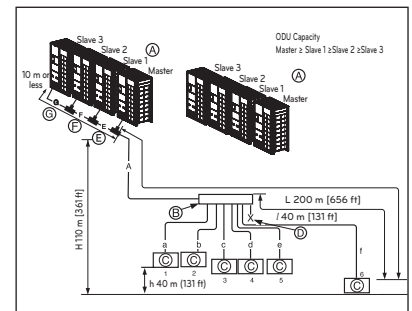 Slave 3
Slave 2
Slave 1
Master
Ⓐ
ODU Capacity
Master ≥ Slave 1 ≥Slave 2 ≥Slave 3
Slave 3
Slave 2
Slave 1
Master
Ⓐ
10 m or
less
G
F
E
Ⓖ
Ⓕ
Ⓔ
A
H 110 m [361 ft]
Ⓑ
L 200 m [656 ft]
l 40 m [131 ft]
Ⓓ
a
b
c
d
e
f
Ⓒ
Ⓒ
Ⓒ
Ⓒ
Ⓒ
Ⓒ
1
2
3
4
5
6
h 40 m (131 ft)